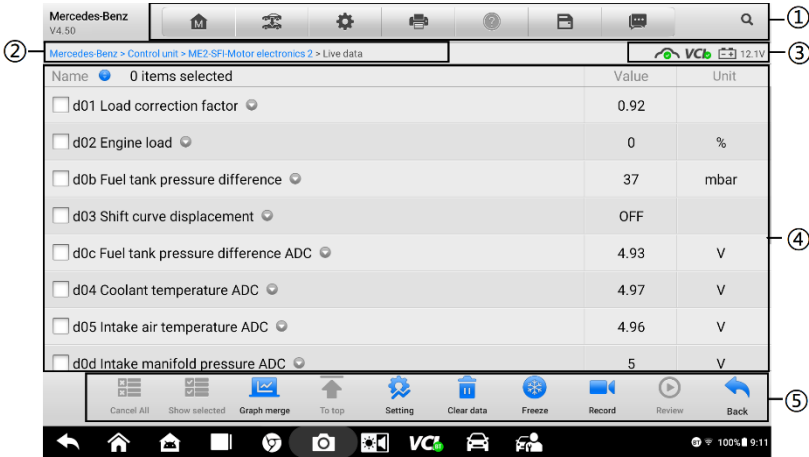 Mercedes-Benz
V4.50
①
②
Mercedes-Benz > Control unit > ME2-SFI-Motor electronics 2 > Live data
VCI 12.1V
③
Name 0 items selected Value Unit
d01 Load correction factor 0.92
d02 Engine load 0 %
d0b Fuel tank pressure difference 37 mbar
d03 Shift curve displacement OFF
④
d0c Fuel tank pressure difference ADC 4.93 V
d04 Coolant temperature ADC 4.97 V
d05 Intake air temperature ADC 4.96 V
d0d Intake manifold pressure ADC 5 V
Cancel All Show selected Graph merge To top Setting Clear data Freeze Record Review Back
⑤
VCI 100% 9:11